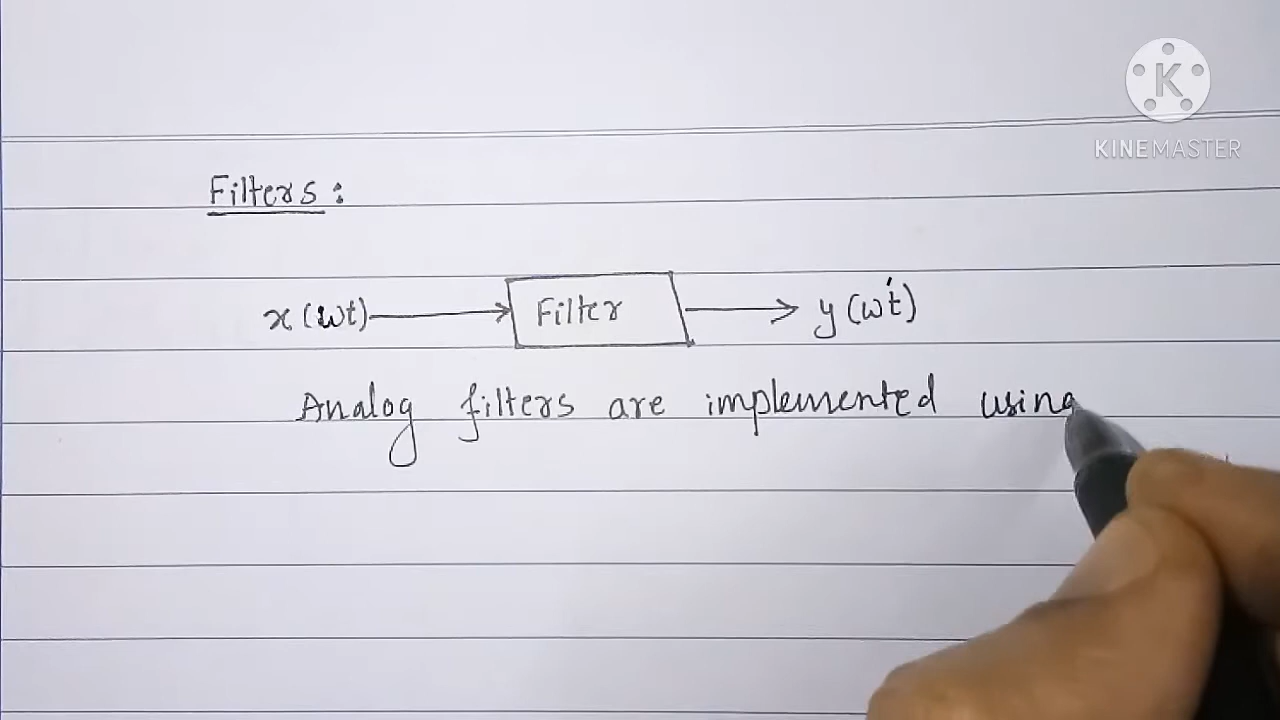 K
KINEMASTER
Filters :
x(ωt) Filter y(ω't)
Analog filters are implemented using